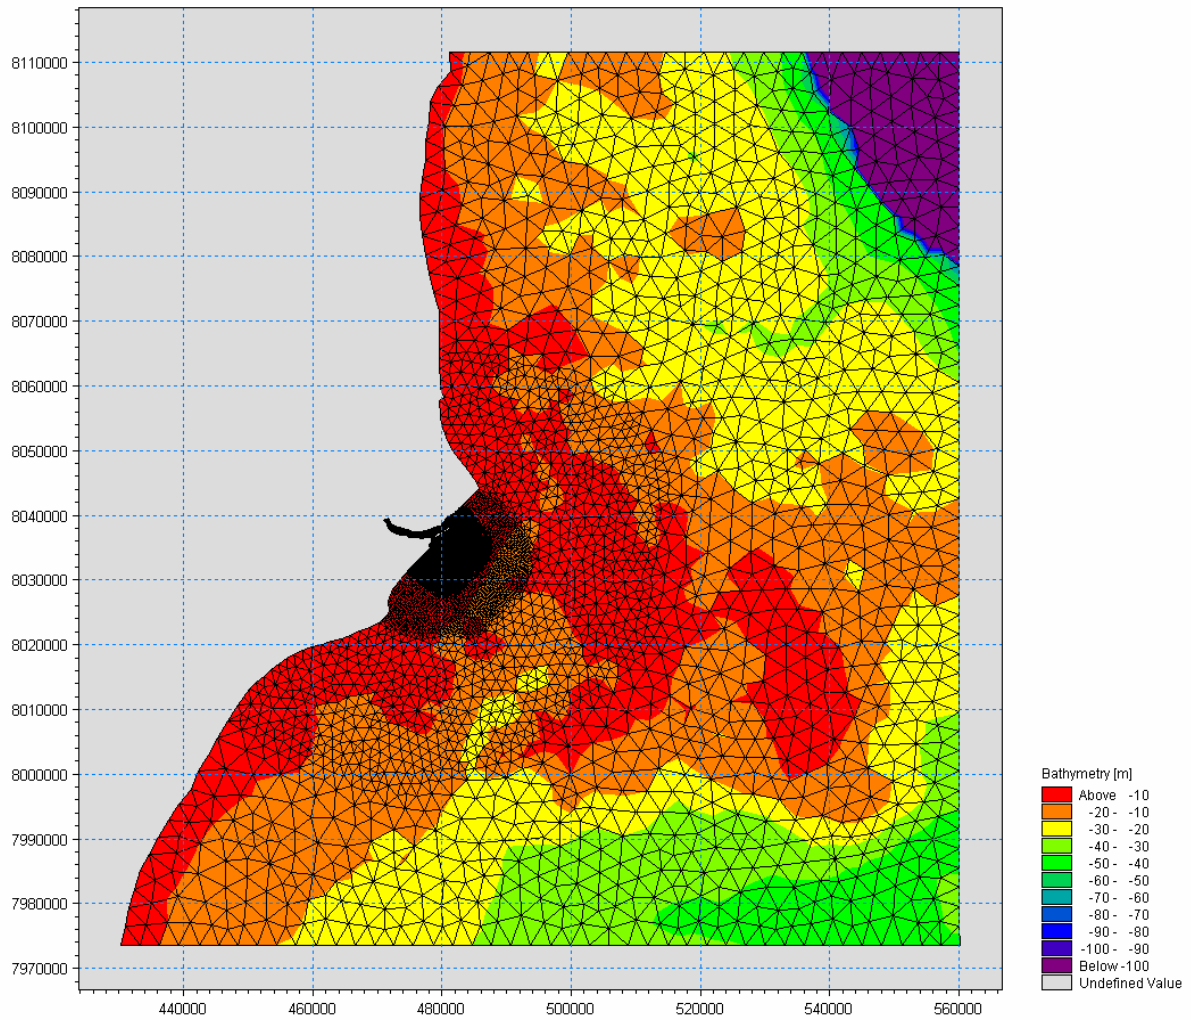 8110000
8100000
8090000
8080000
8070000
8060000
8050000
8040000
8030000
8020000
8010000
8000000
7990000
7980000
7970000
440000 460000 480000 500000 520000 540000 560000
Bathymetry [m]
Above -10
-20 - -10
-30 - -20
-40 - -30
-50 - -40
-60 - -50
-70 - -60
-80 - -70
-90 - -80
-100 - -90
Below -100
Undefined Value